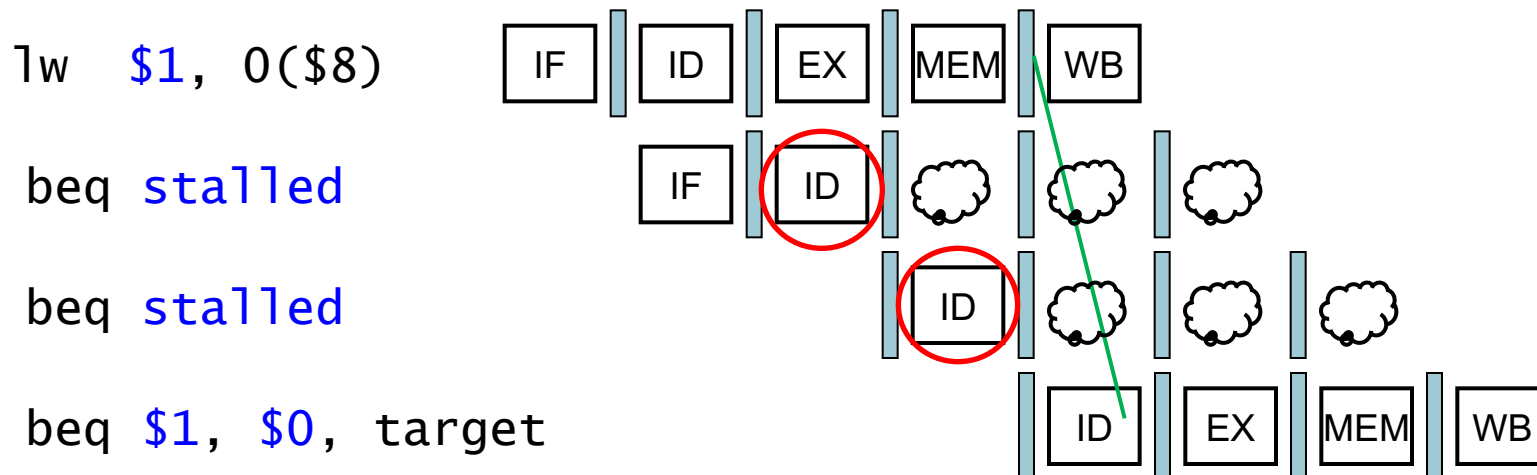 lw $1, 0($8) IF ID EX MEM WB
beq stalled IF ID
beq stalled ID
beq $1, $0, target ID EX MEM WB